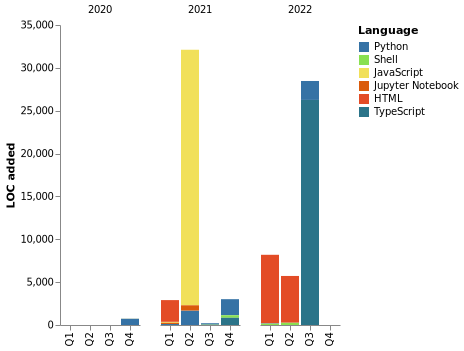 2020 2021 2022
LOC added
35,000
30,000
25,000
20,000
15,000
10,000
5,000
0
Q1 Q2 Q3 Q4 Q1 Q2 Q3 Q4 Q1 Q2 Q3 Q4
Language
Python
Shell
JavaScript
Jupyter Notebook
HTML
TypeScript